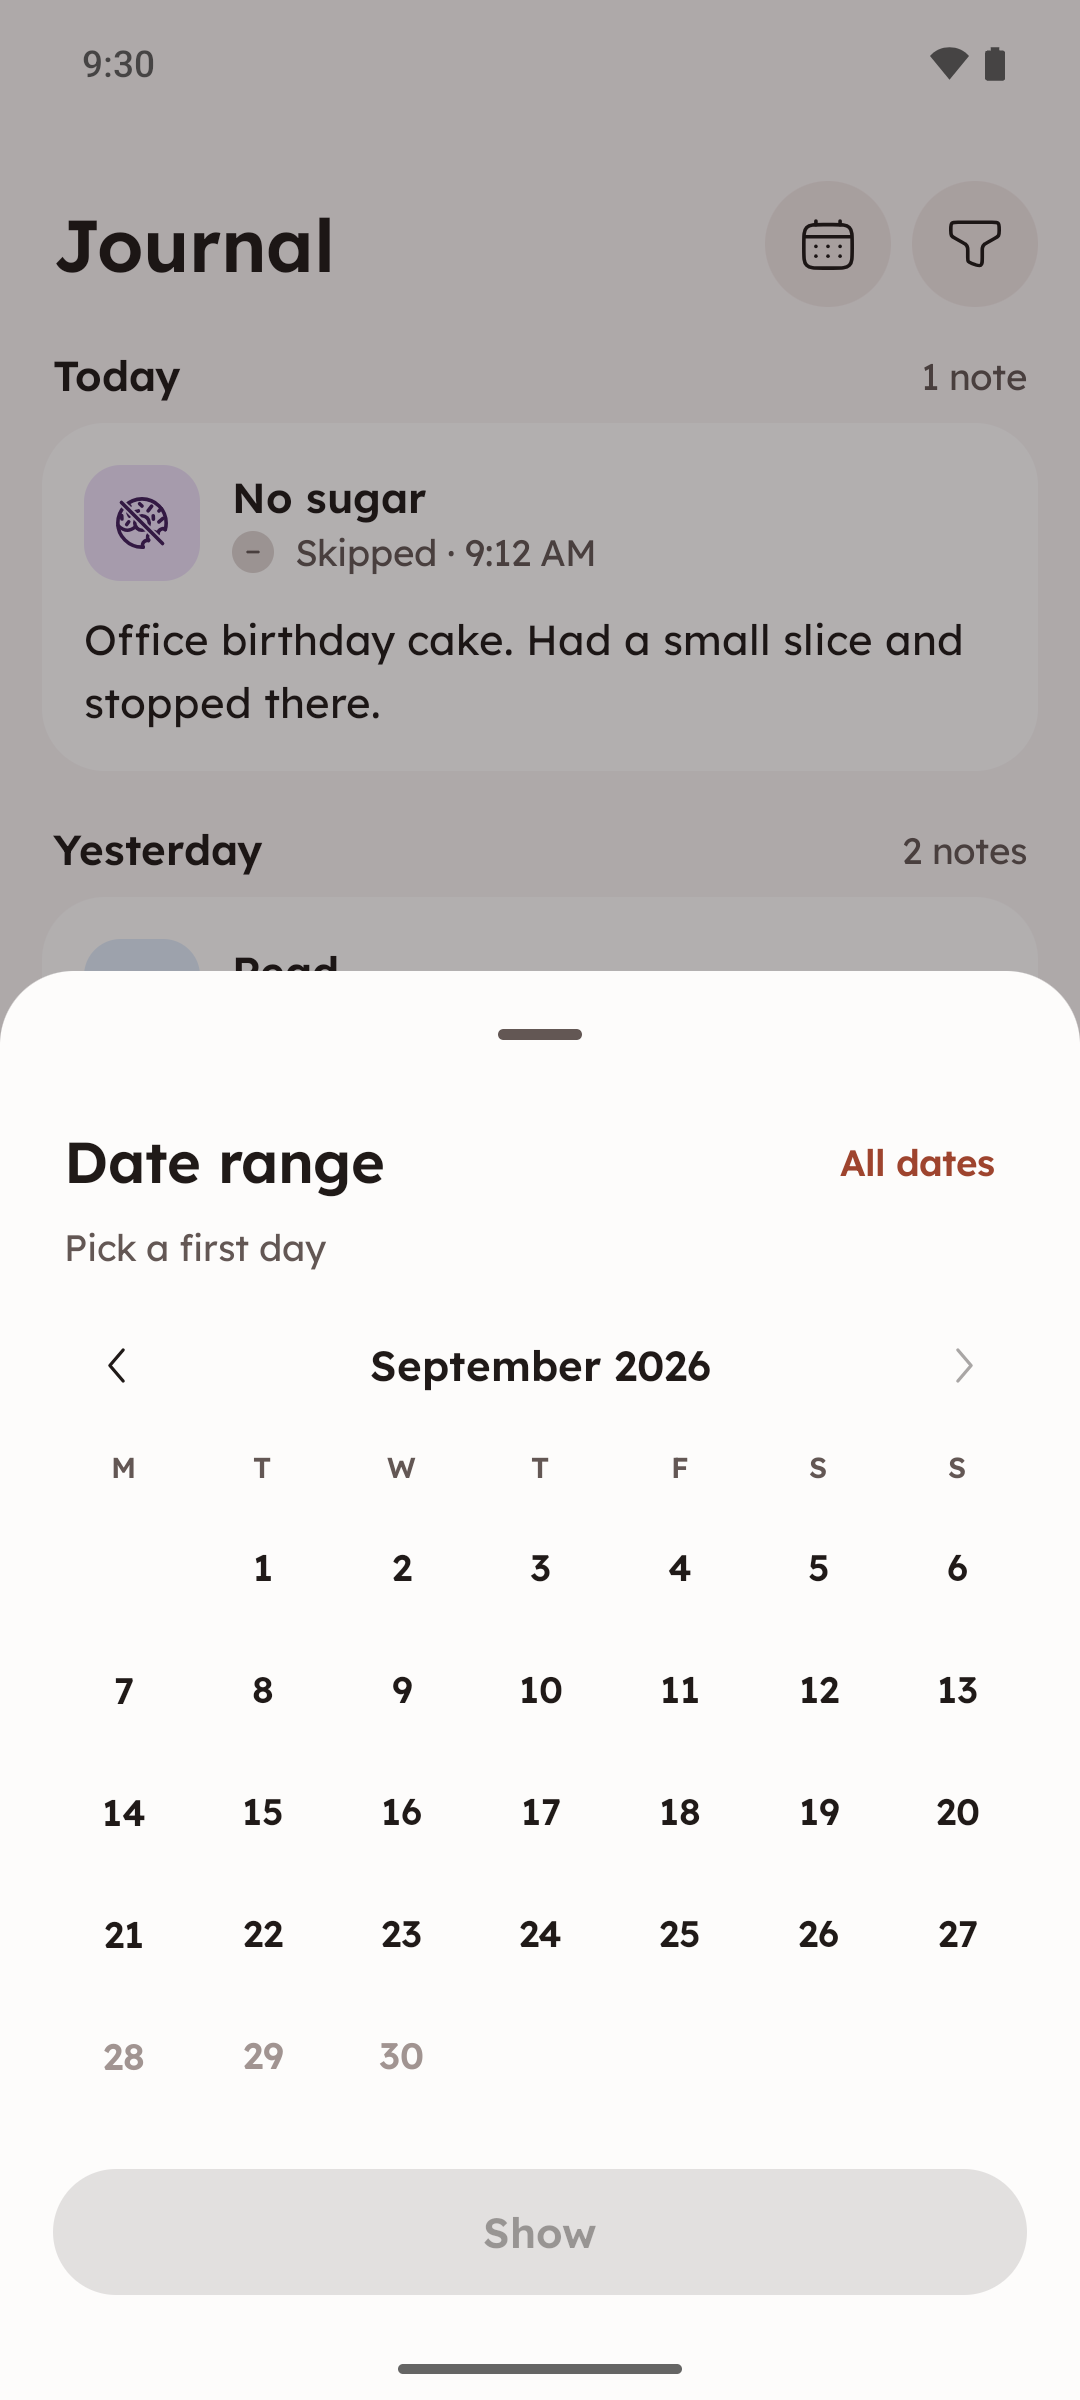 9:30
Journal
Today
1 note
No sugar
Skipped · 9:12 AM
Office birthday cake. Had a small slice and
stopped there.
Yesterday
2 notes
Read
Date range
All dates
Pick a first day
September 2026
M T W T F S S
1 2 3 4 5 6
7 8 9 10 11 12 13
14 15 16 17 18 19 20
21 22 23 24 25 26 27
28 29 30
Show